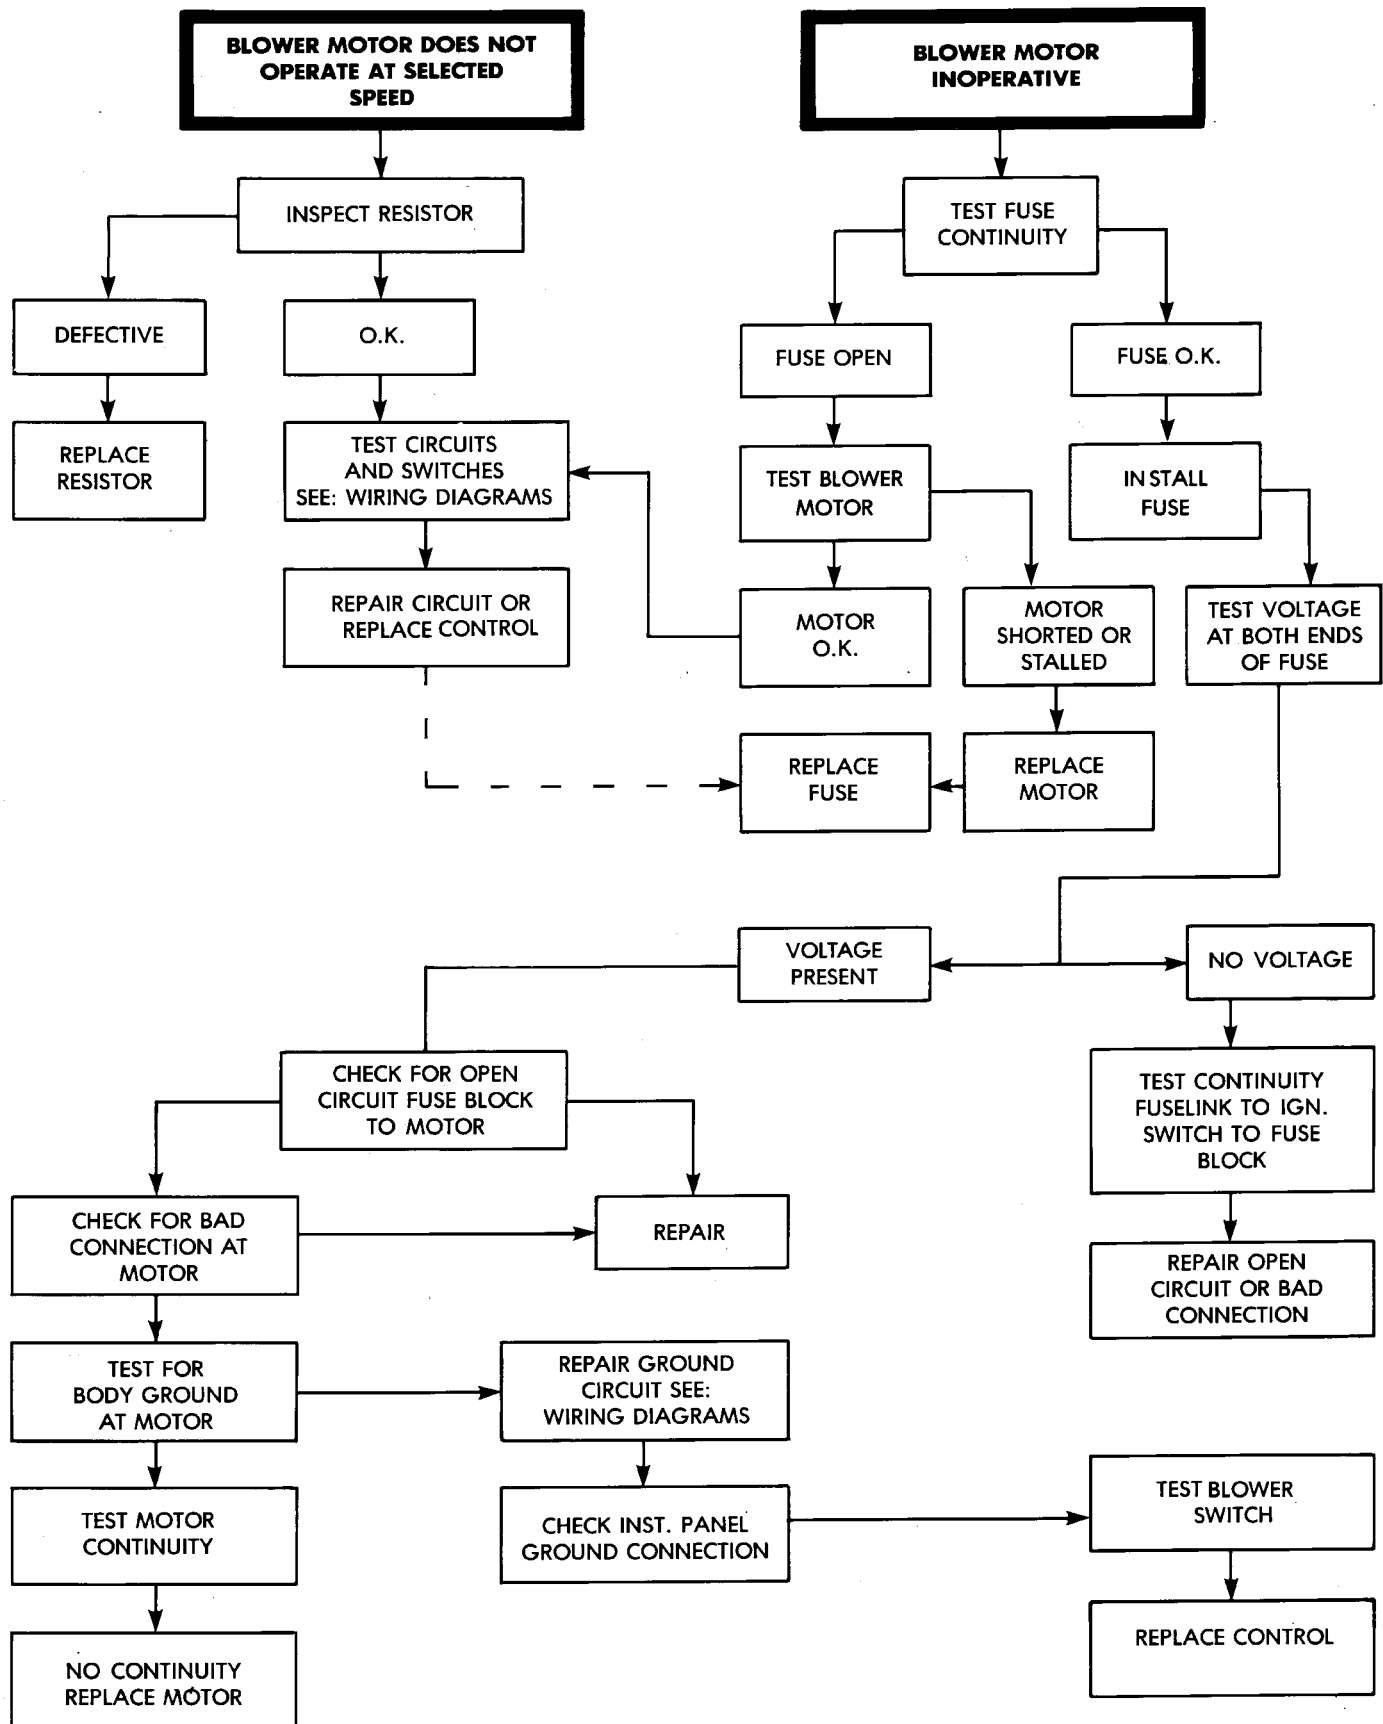 BLOWER MOTOR DOES NOT
OPERATE AT SELECTED
SPEED
BLOWER MOTOR
INOPERATIVE
INSPECT RESISTOR
TEST FUSE
CONTINUITY
DEFECTIVE
O.K.
FUSE OPEN
FUSE O.K.
REPLACE
RESISTOR
TEST CIRCUITS
AND SWITCHES
SEE: WIRING DIAGRAMS
TEST BLOWER
MOTOR
INSTALL
FUSE
REPAIR CIRCUIT OR
REPLACE CONTROL
MOTOR
O.K.
MOTOR
SHORTED OR
STALLED
TEST VOLTAGE
AT BOTH ENDS
OF FUSE
REPLACE
FUSE
REPLACE
MOTOR
VOLTAGE
PRESENT
NO VOLTAGE
CHECK FOR OPEN
CIRCUIT FUSE BLOCK
TO MOTOR
TEST CONTINUITY
FUSELINK TO IGN.
SWITCH TO FUSE
BLOCK
CHECK FOR BAD
CONNECTION AT
MOTOR
REPAIR
REPAIR OPEN
CIRCUIT OR BAD
CONNECTION
TEST FOR
BODY GROUND
AT MOTOR
REPAIR GROUND
CIRCUIT SEE:
WIRING DIAGRAMS
TEST MOTOR
CONTINUITY
CHECK INST. PANEL
GROUND CONNECTION
TEST BLOWER
SWITCH
NO CONTINUITY
REPLACE MOTOR
REPLACE CONTROL